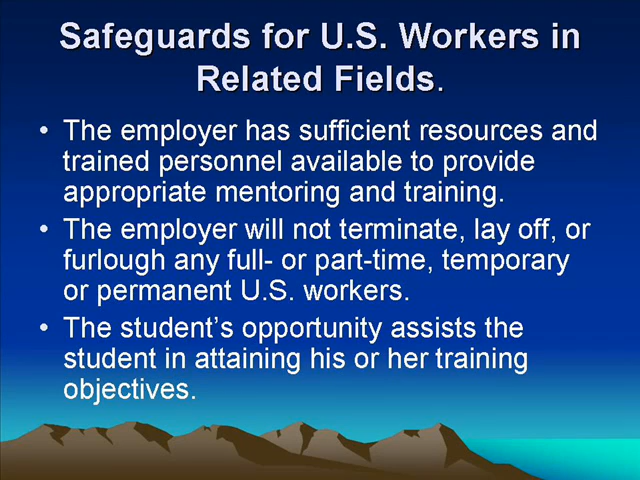 Safeguards for U.S. Workers in
Related Fields.
• The employer has sufficient resources and
trained personnel available to provide
appropriate mentoring and training.
• The employer will not terminate, lay off, or
furlough any full- or part-time, temporary
or permanent U.S. workers.
• The student's opportunity assists the
student in attaining his or her training
objectives.